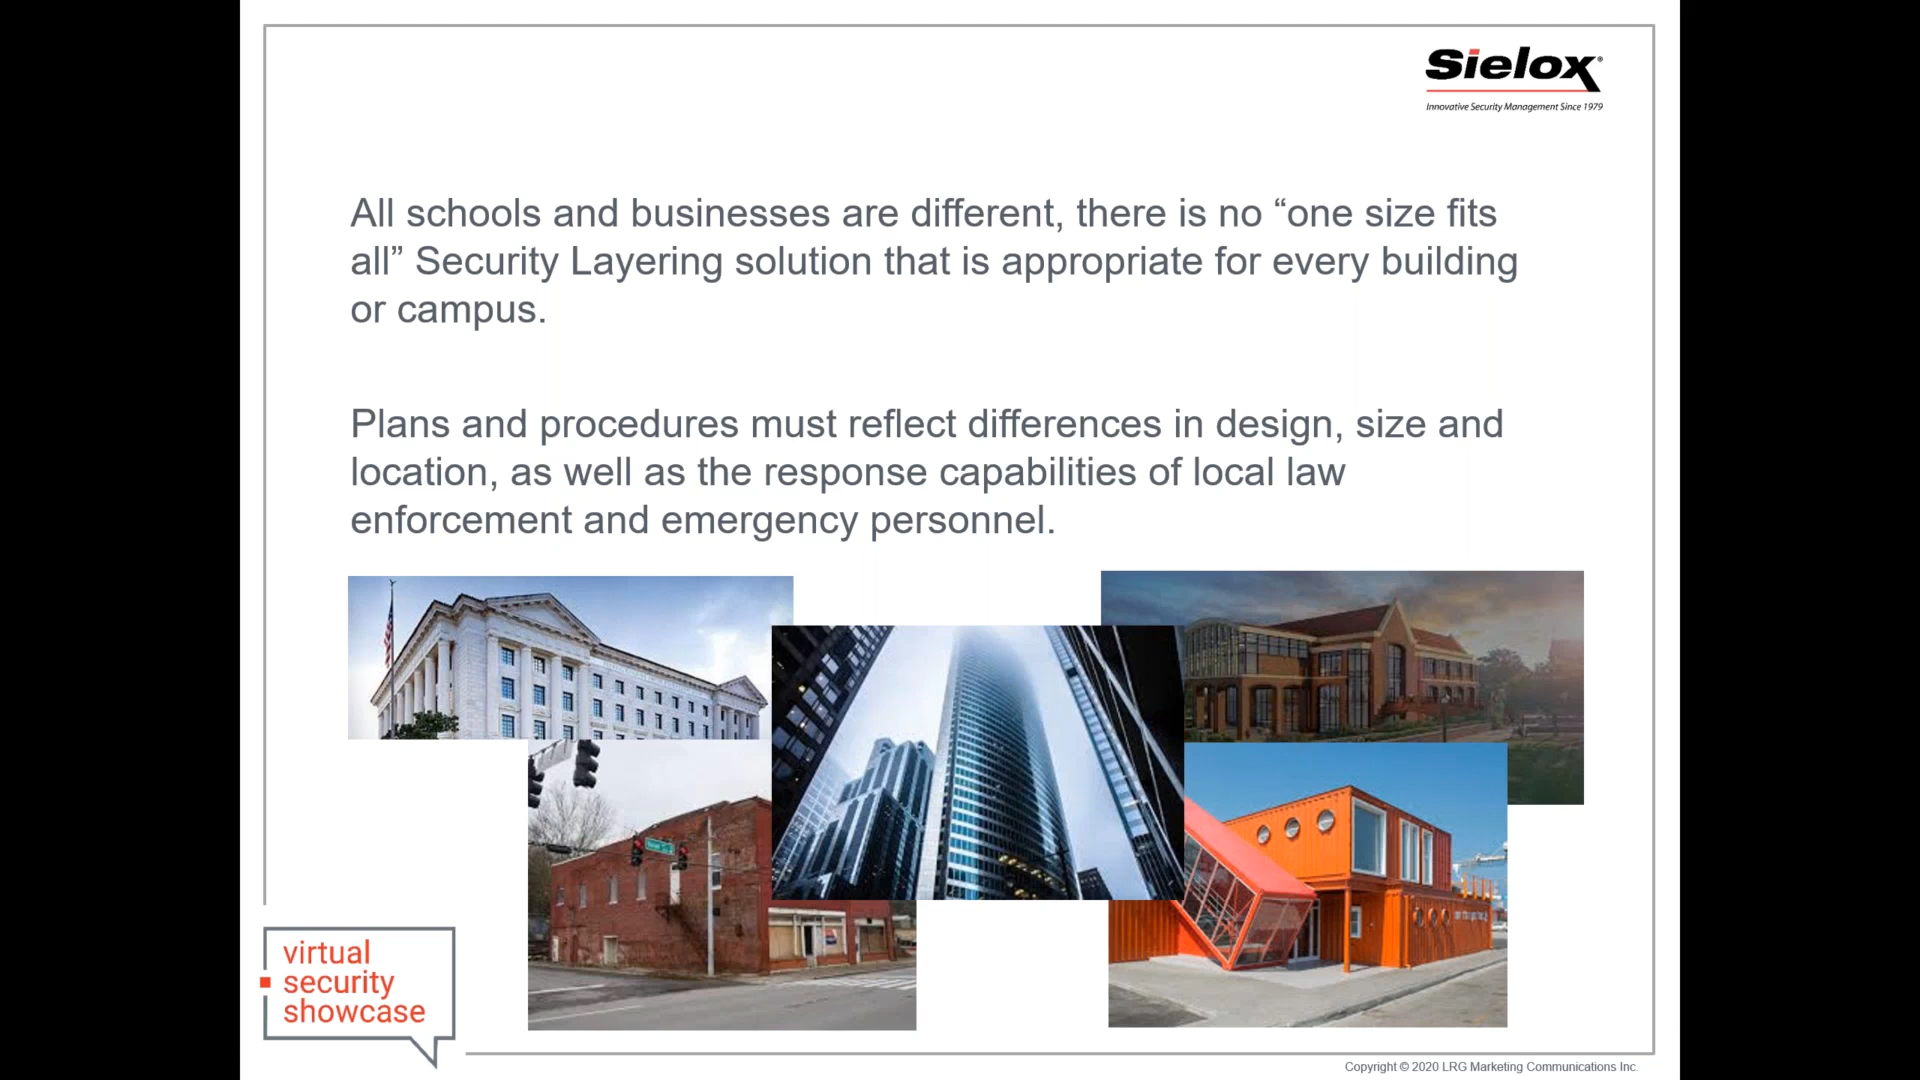 Sielox®
Innovative Security Management Since 1979
All schools and businesses are different, there is no “one size fits
all” Security Layering solution that is appropriate for every building
or campus.
Plans and procedures must reflect differences in design, size and
location, as well as the response capabilities of local law
enforcement and emergency personnel.
virtual
security
showcase
Copyright © 2020 LRG Marketing Communications Inc.